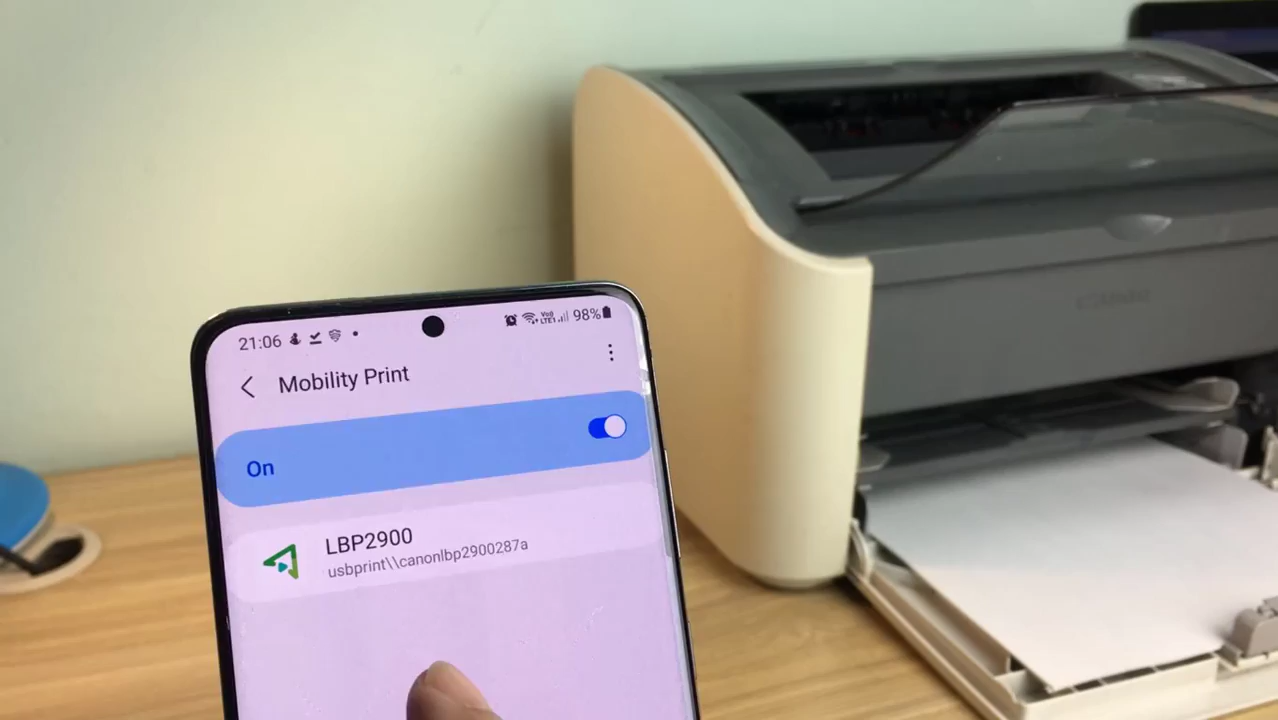 21:06 98%
Mobility Print
On
LBP2900
usbprint\\canonlbp2900287a